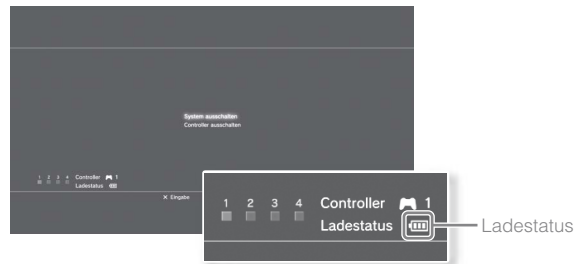 System ausschalten
Controller ausschalten
1 2 3 4 Controller 1
Ladestatus
X Eingabe
1 2 3 4 Controller 1
Ladestatus
Ladestatus